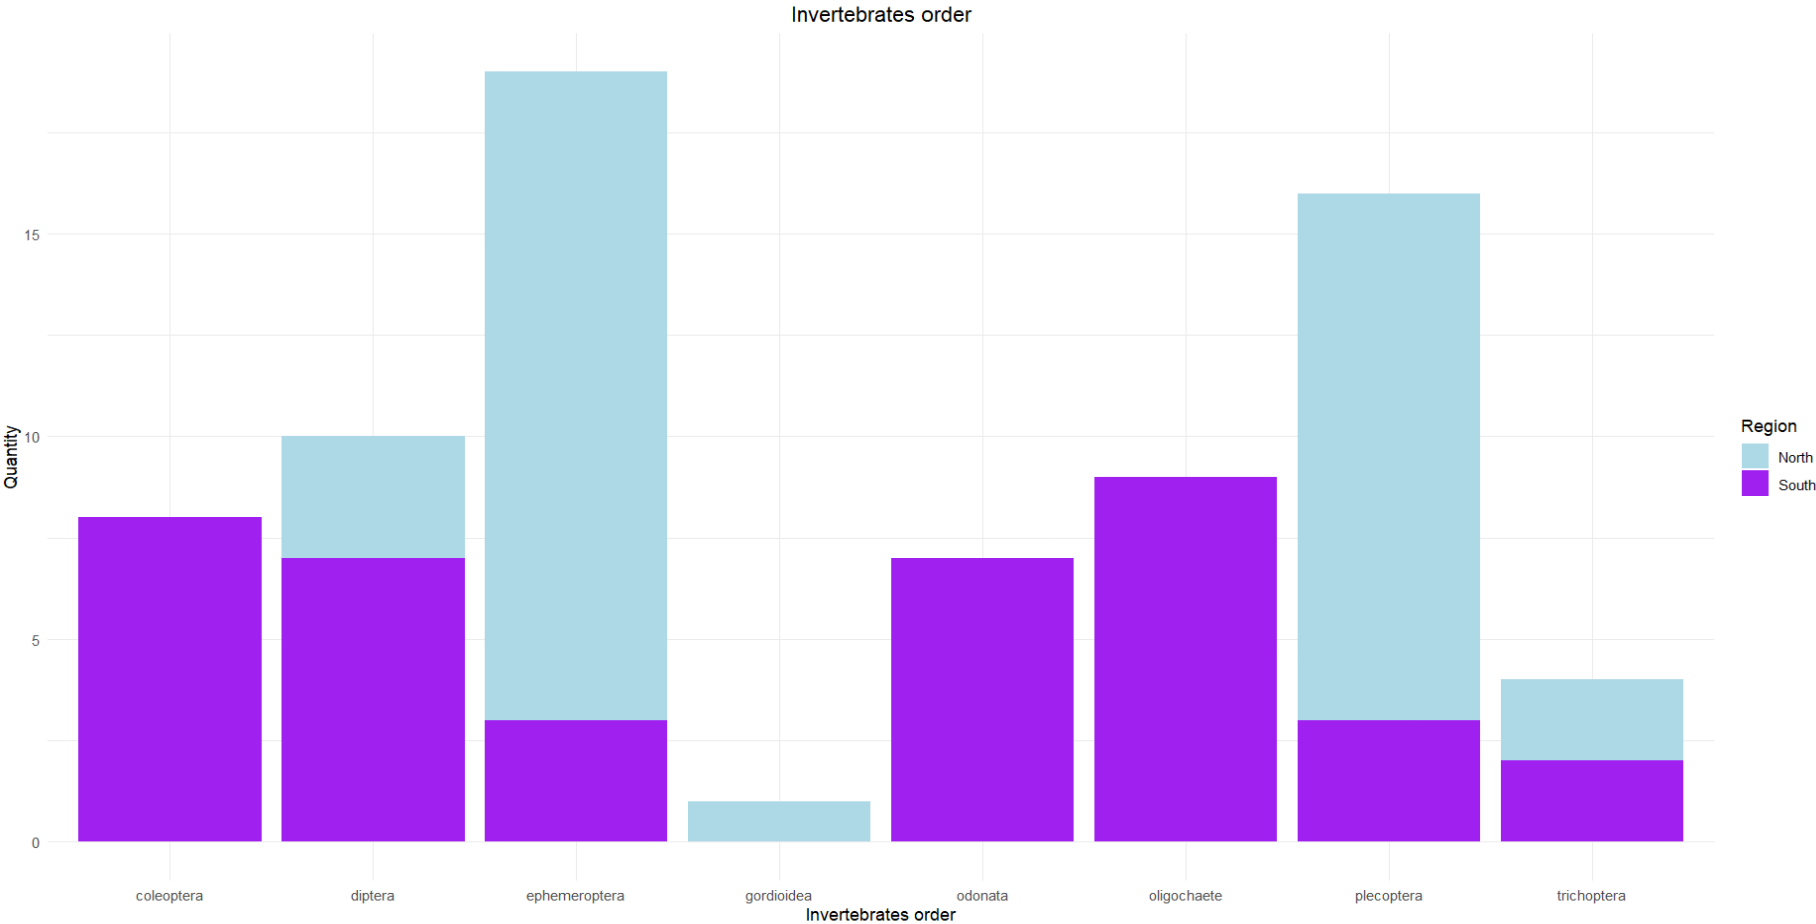 Invertebrates order
Quantity
15
10
5
0
coleoptera diptera ephemeroptera gordioidea odonata oligochaete plecoptera trichoptera
Invertebrates order
Region
North
South